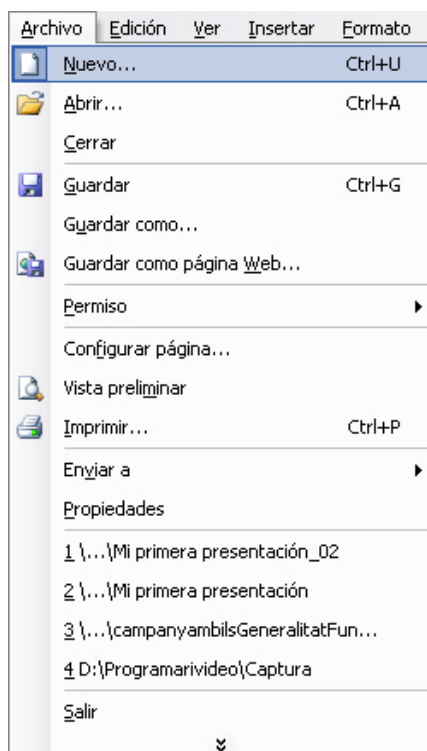 Archivo Edición Ver Insertar Formato
Nuevo... Ctrl+U
Abrir... Ctrl+A
Cerrar
Guardar Ctrl+G
Guardar como...
Guardar como página Web...
Permiso
Configurar página...
Vista preliminar
Imprimir... Ctrl+P
Enviar a
Propiedades
1 \...\Mi primera presentación_02
2 \...\Mi primera presentación
3 \...\campanyambilsGeneralitatFun...
4 D:\Programarivideo\Captura
Salir